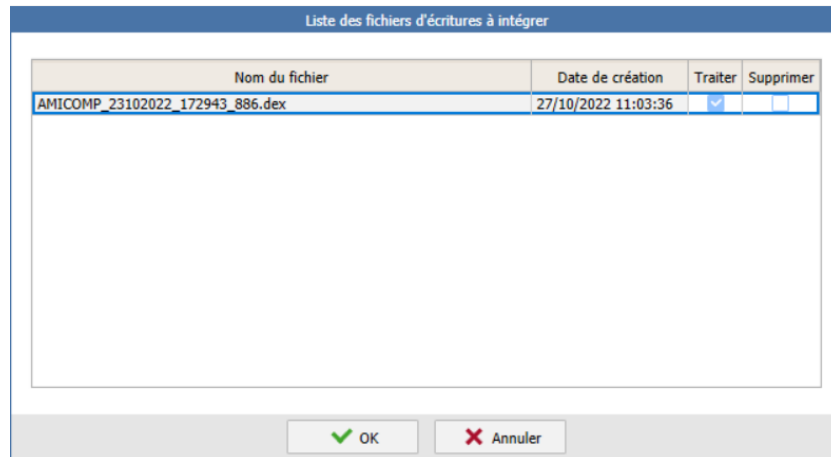 Liste des fichiers d'écritures à intégrer
Nom du fichier Date de création Traiter Supprimer
AMICOMP_23102022_172943_886.dex 27/10/2022 11:03:36
OK Annuler